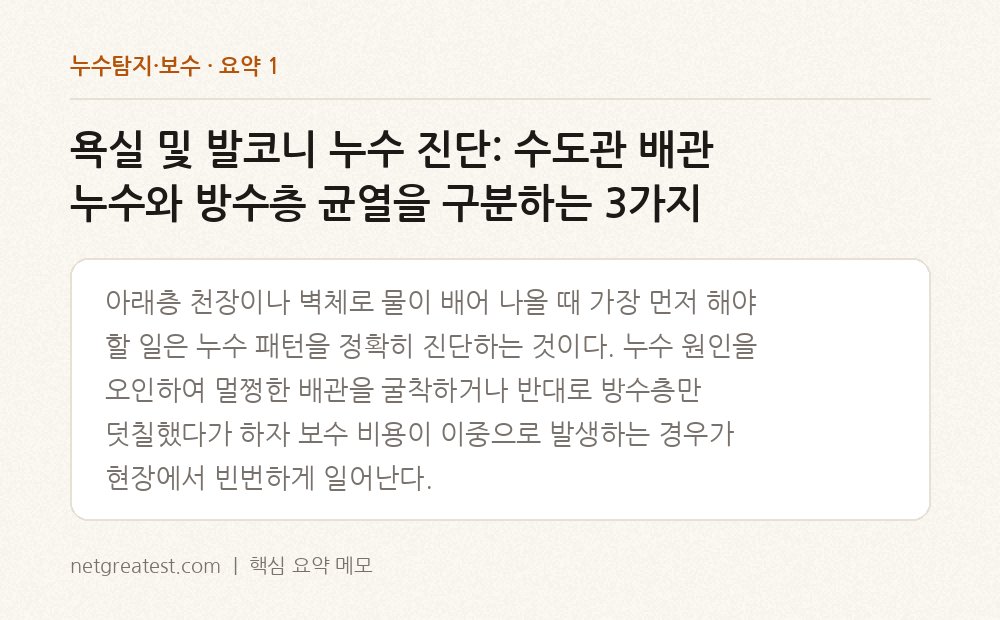 누수탐지·보수 · 요약 1
욕실 및 발코니 누수 진단: 수도관 배관
누수와 방수층 균열을 구분하는 3가지
아래층 천장이나 벽체로 물이 배어 나올 때 가장 먼저 해야
할 일은 누수 패턴을 정확히 진단하는 것이다. 누수 원인을
오인하여 멀쩡한 배관을 굴착하거나 반대로 방수층만
덧칠했다가 하자 보수 비용이 이중으로 발생하는 경우가
현장에서 빈번하게 일어난다.
netgreatest.com | 핵심 요약 메모